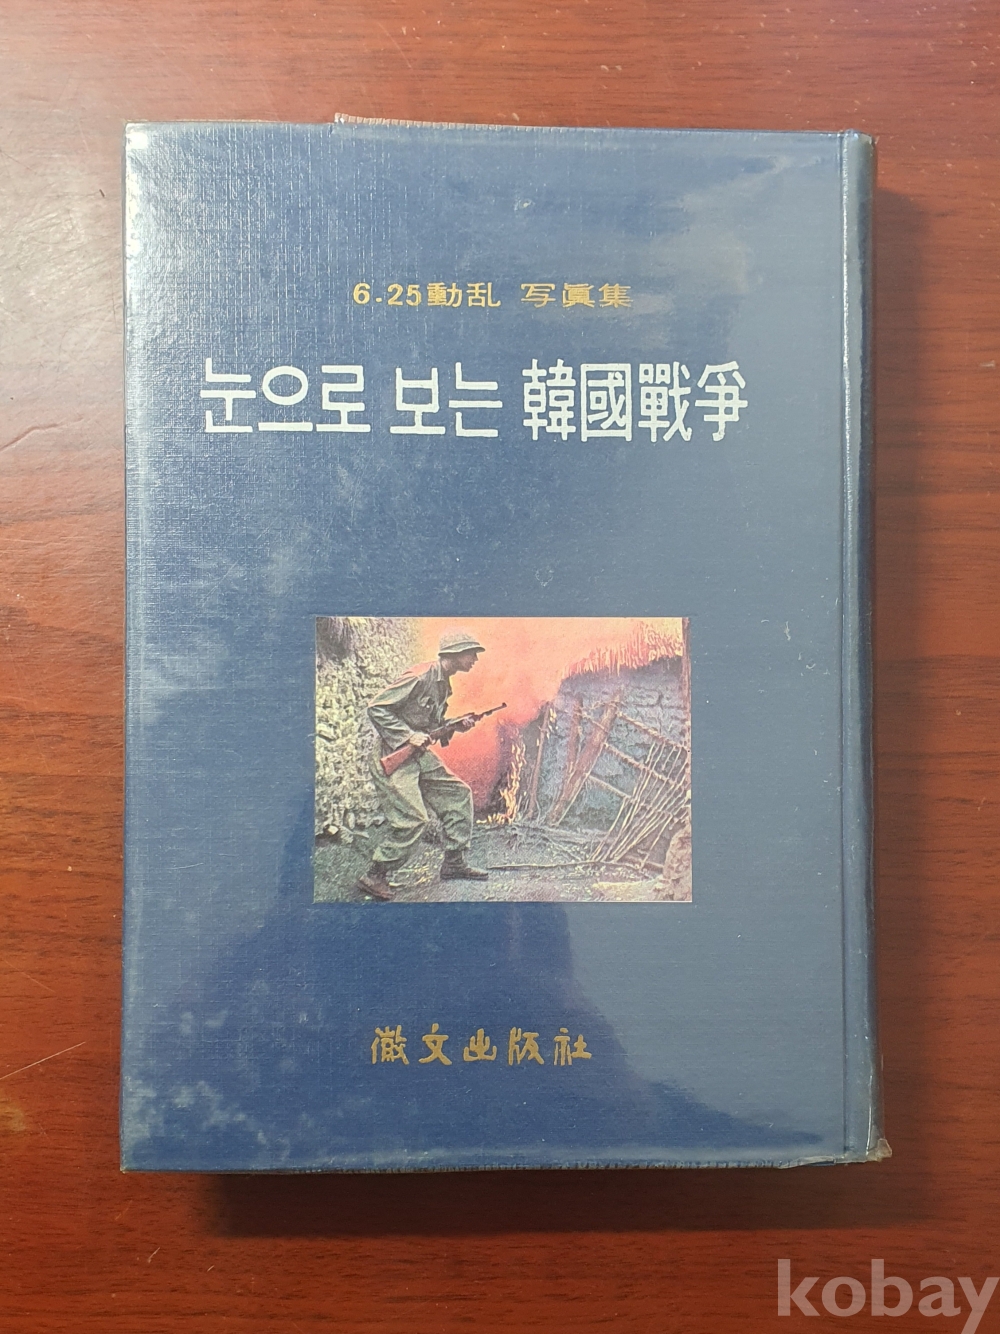 6.25動乱 写眞集
눈으로 보는 韓國戰爭
徽文出版社
kobay